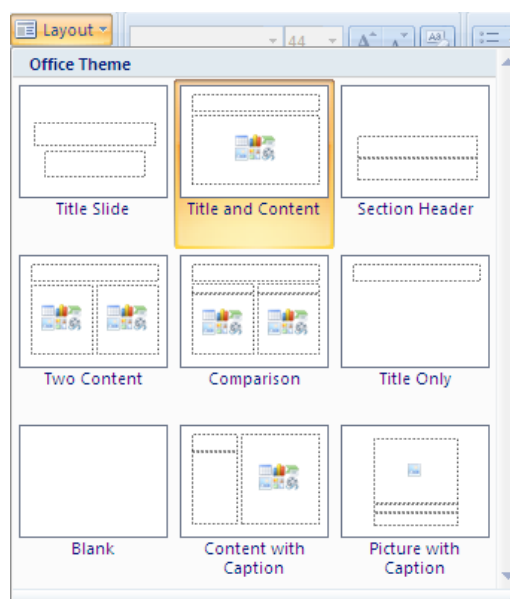 Layout
44
A A Aa
Office Theme
Title Slide Title and Content Section Header
Two Content Comparison Title Only
Blank Content with Caption Picture with Caption